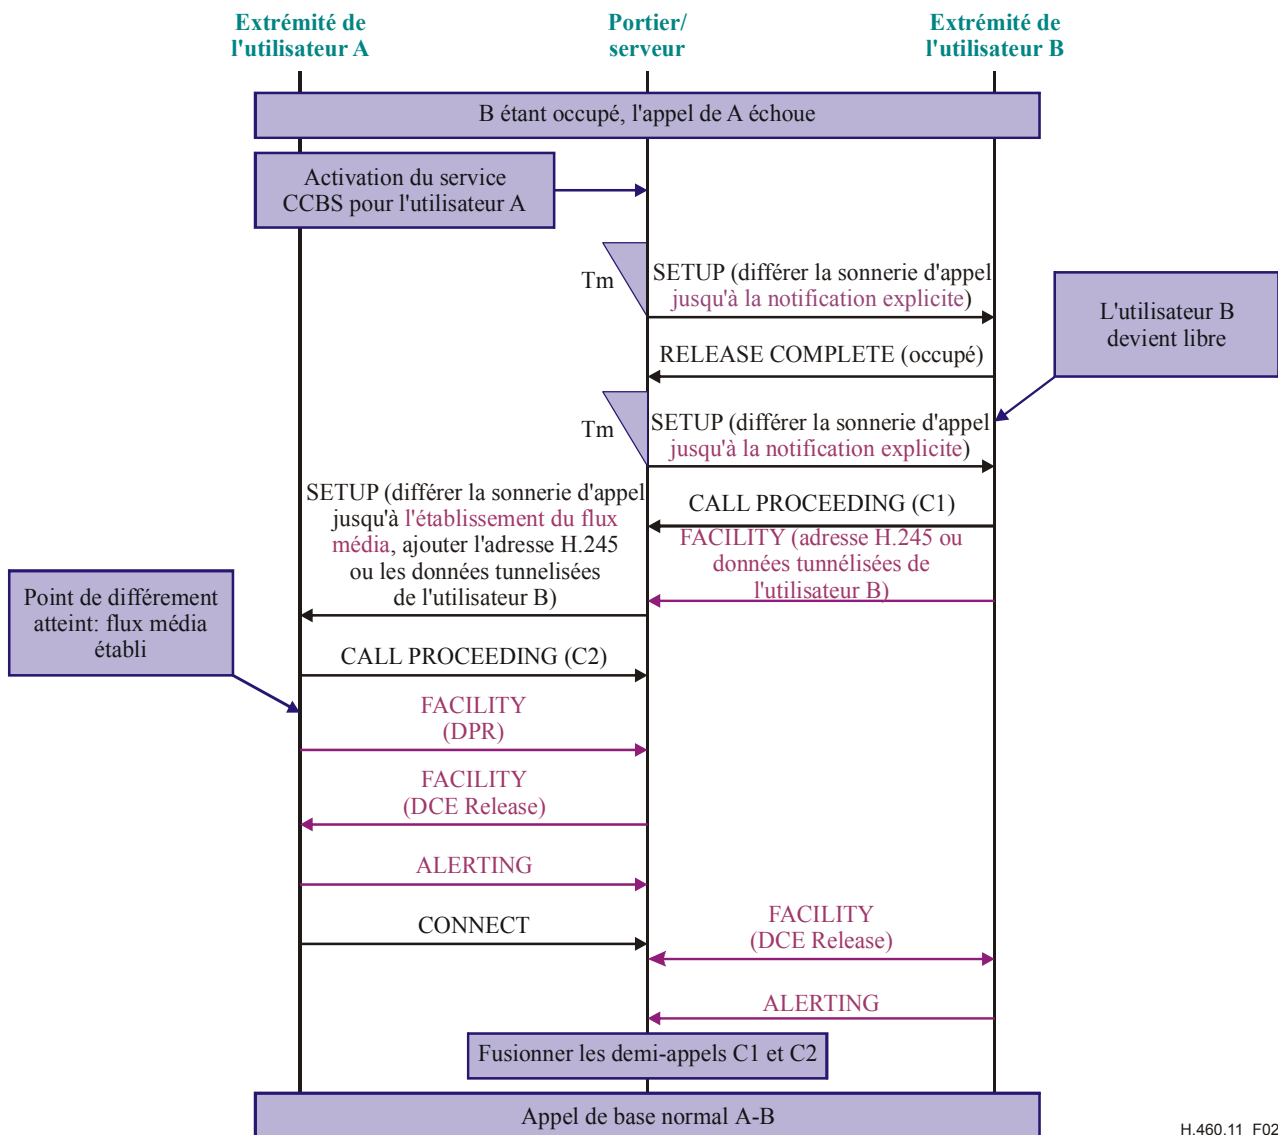 Extrémité de
l'utilisateur A
Portier/
serveur
Extrémité de
l'utilisateur B
B étant occupé, l'appel de A échoue
Activation du service
CCBS pour l'utilisateur A
Tm
SETUP (différer la sonnerie d'appel
jusqu'à la notification explicite)
L'utilisateur B
devient libre
RELEASE COMPLETE (occupé)
Tm
SETUP (différer la sonnerie d'appel
jusqu'à la notification explicite)
SETUP (différer la sonnerie d'appel
jusqu'à l'établissement du flux
média, ajouter l'adresse H.245
ou les données tunnelisées
de l'utilisateur B)
CALL PROCEEDING (C1)
FACILITY (adresse H.245 ou
données tunnélisées de
l'utilisateur B)
Point de différement
atteint: flux média
établi
CALL PROCEEDING (C2)
FACILITY
(DPR)
FACILITY
(DCE Release)
ALERTING
CONNECT
FACILITY
(DCE Release)
ALERTING
Fusionner les demi-appels C1 et C2
Appel de base normal A-B
H.460.11_F02